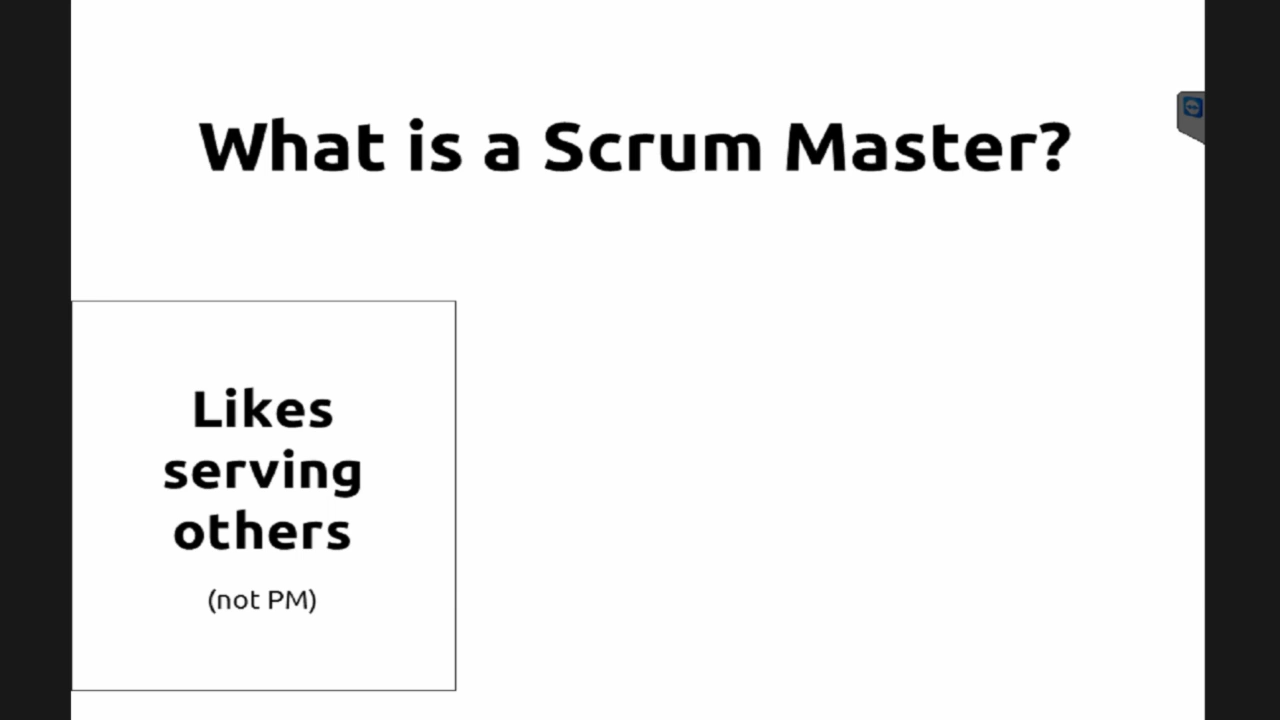 What is a Scrum Master?
Likes
serving
others
(not PM)